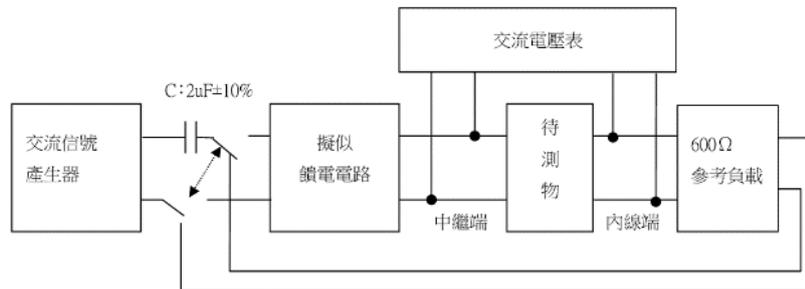 交流電壓表
C:2uF±10%
交流信號
產生器
擬似
饋電電路
待
測
物
600Ω
參考負載
中繼端
內線端